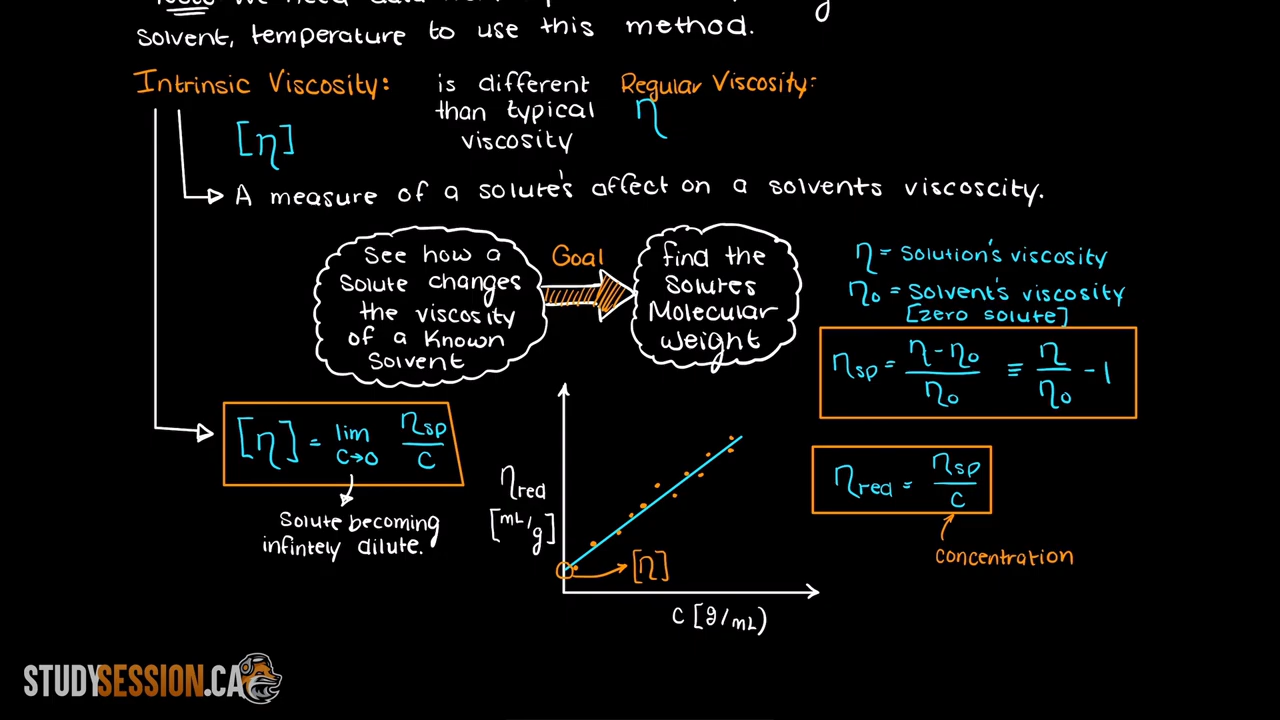 we need data
solvent, temperature to use this method.
Intrinsic Viscosity: is different Regular Viscosity:
than typical η
viscosity
[η]
A measure of a solute's affect on a solvents viscoscity.
See how a
Solute changes
the viscosity
of a Known
Solvent
Goal
find the
Solutes
Molecular
Weight
η = Solution's viscosity
η₀ = Solvent's viscosity
[zero solute]
ηsp = (η - η₀)/η₀ ≡ η/η₀ - 1
[η] = lim C→0 ηsp/C
Solute becoming
infintely dilute.
ηred
[mL/g]
[η]
C [g/mL]
ηred = ηsp/C
concentration
STUDYSESSION.CA